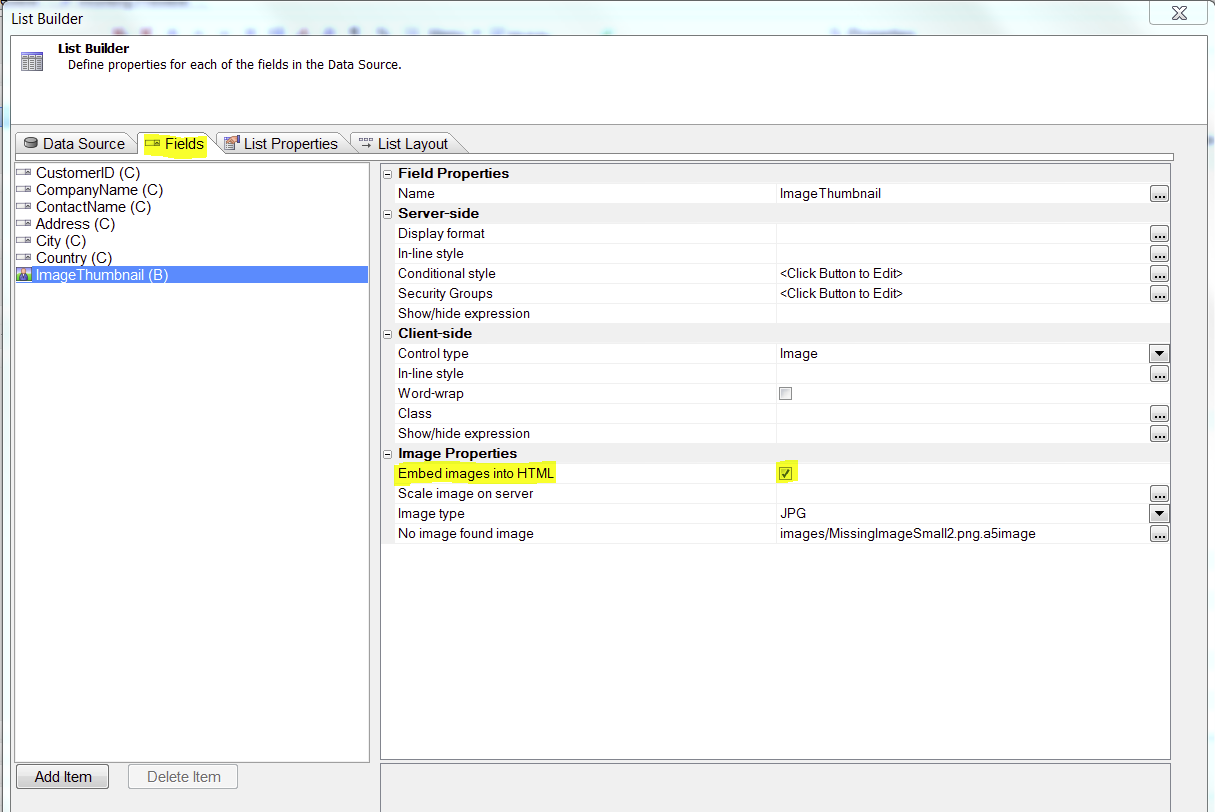 List Builder
List Builder
Define properties for each of the fields in the Data Source.
Data Source Fields List Properties List Layout
CustomerID (C)
CompanyName (C)
ContactName (C)
Address (C)
City (C)
Country (C)
ImageThumbnail (B)
Field Properties
Name ImageThumbnail ...
Server-side
Display format ...
In-line style ...
Conditional style <Click Button to Edit> ...
Security Groups <Click Button to Edit> ...
Show/hide expression
Client-side
Control type Image
In-line style ...
Word-wrap
Class ...
Show/hide expression ...
Image Properties
Embed images into HTML
Scale image on server ...
Image type JPG
No image found image images/MissingImageSmall2.png.a5image ...
Add Item Delete Item